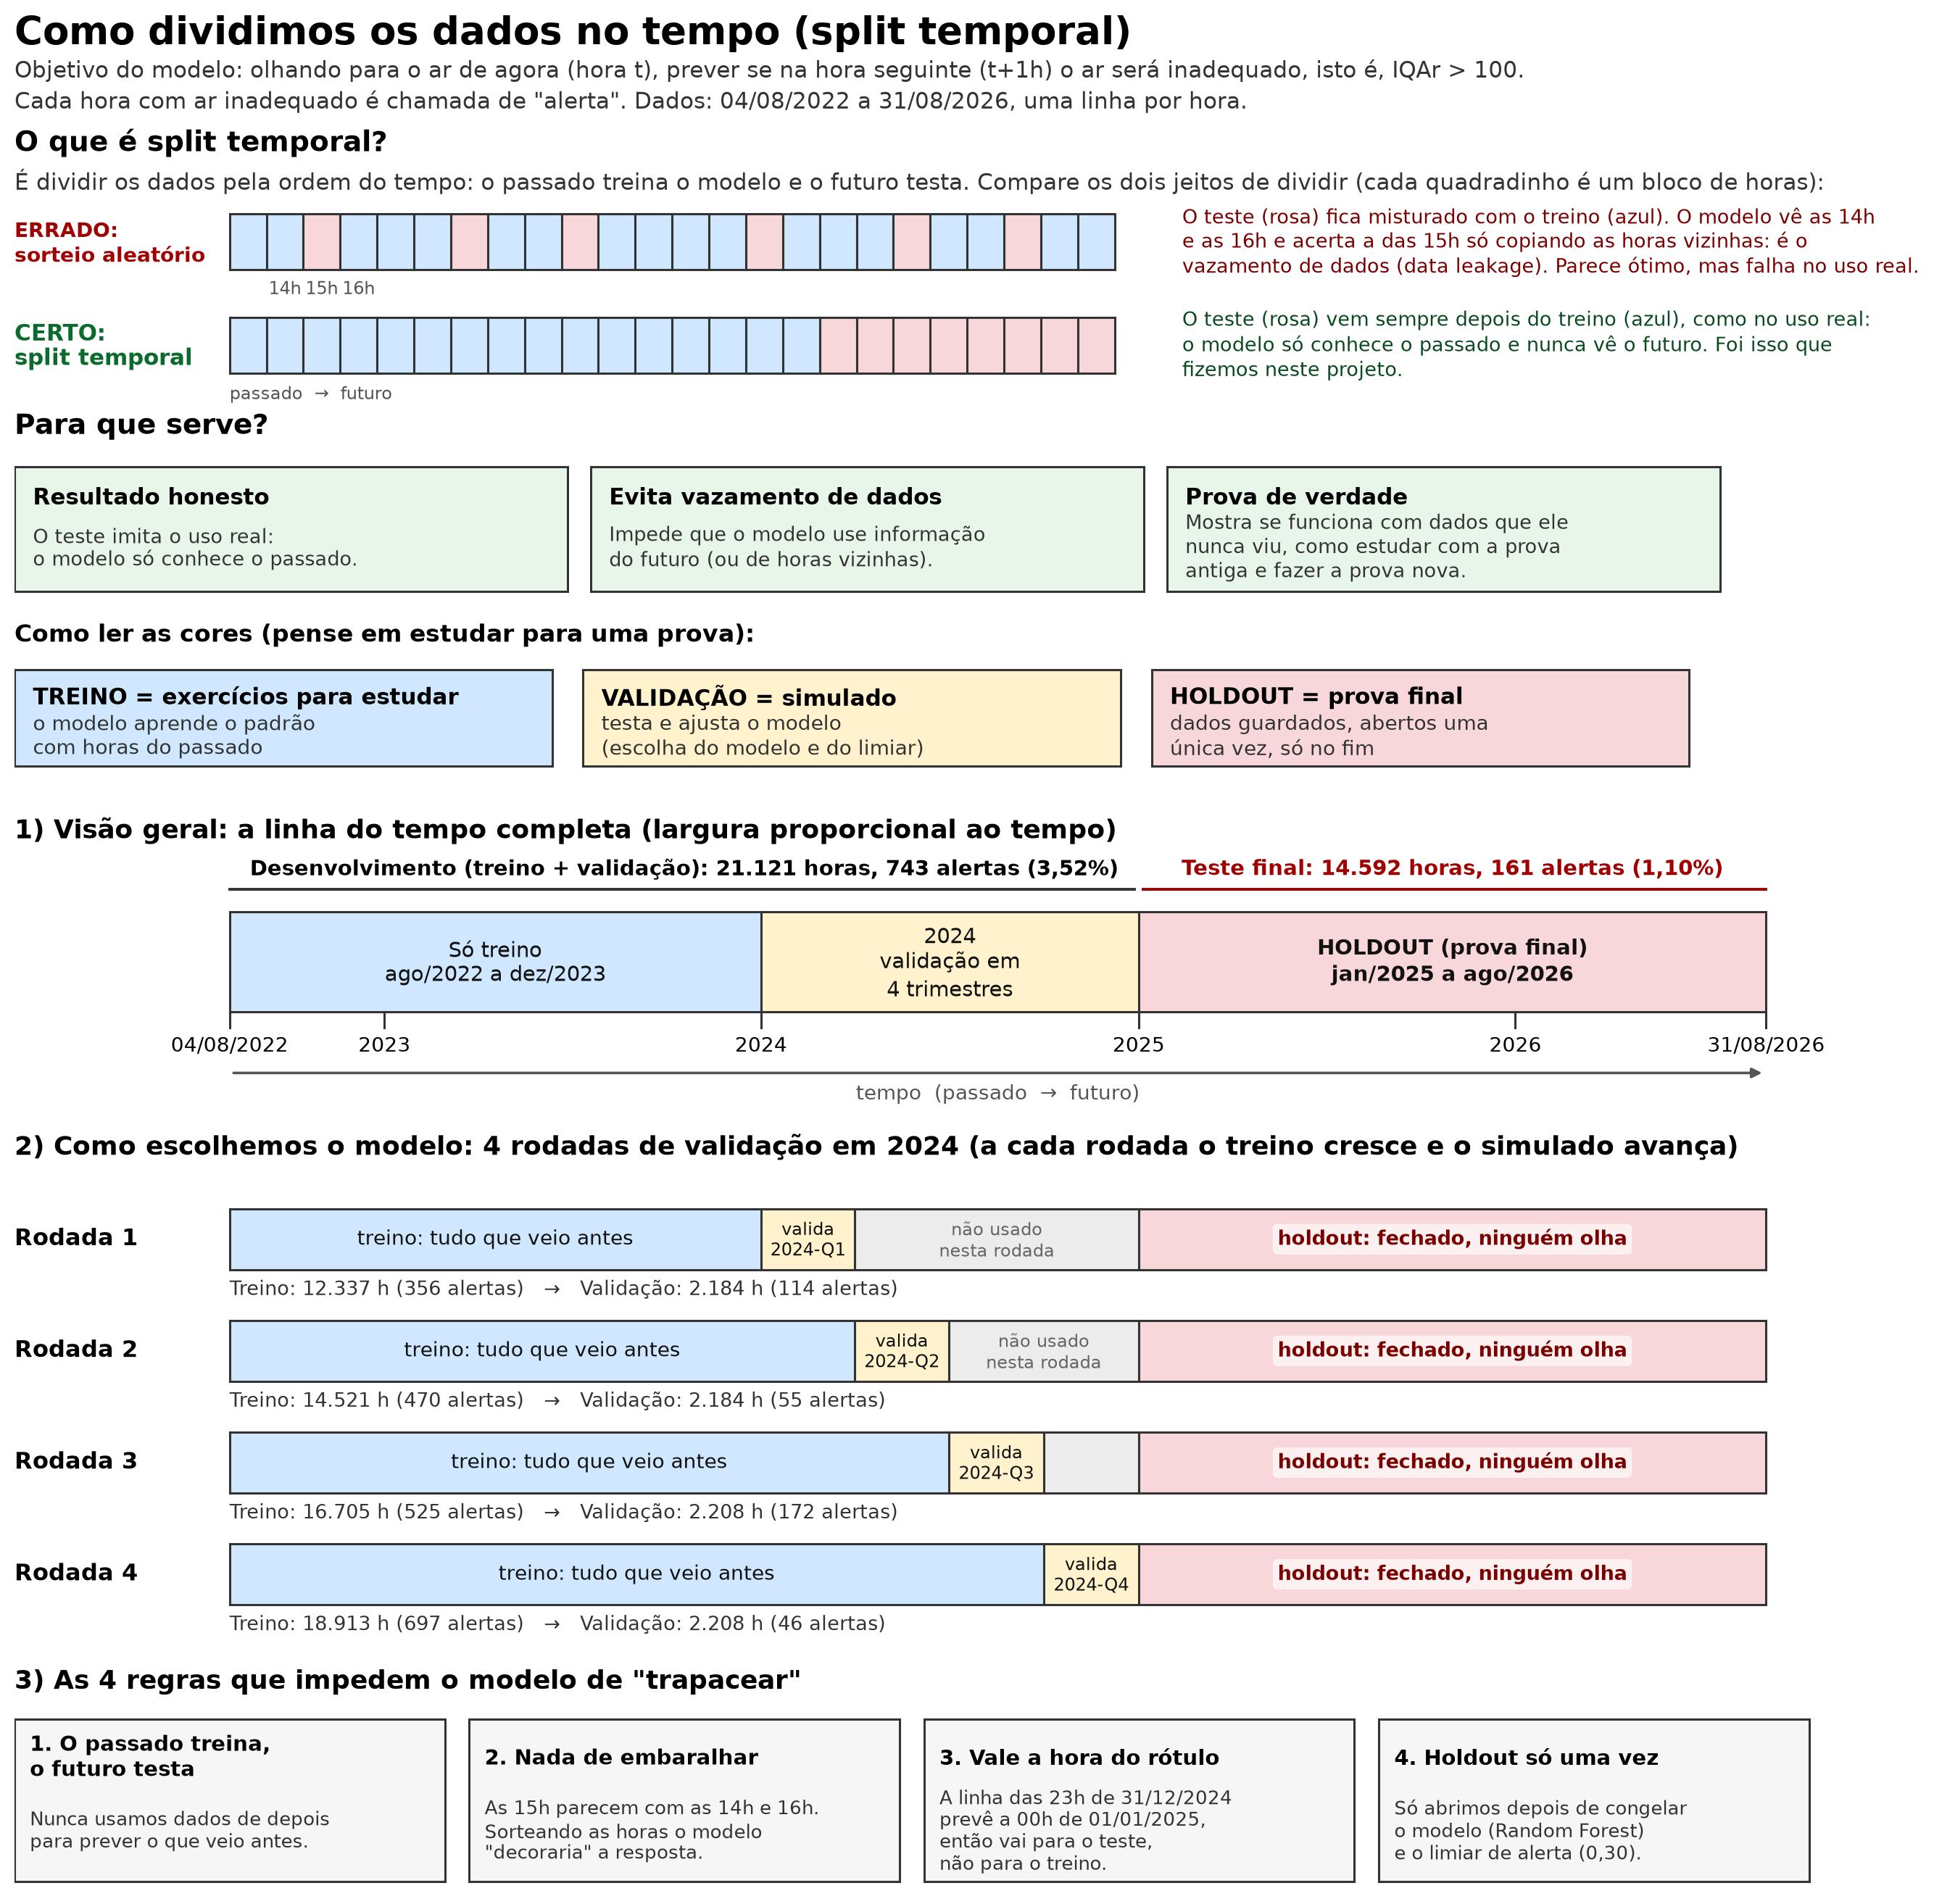 Como dividimos os dados no tempo (split temporal)
Objetivo do modelo: olhando para o ar de agora (hora t), prever se na hora seguinte (t+1h) o ar será inadequado, isto é, IQAr > 100.
Cada hora com ar inadequado é chamada de "alerta". Dados: 04/08/2022 a 31/08/2026, uma linha por hora.
O que é split temporal?
É dividir os dados pela ordem do tempo: o passado treina o modelo e o futuro testa. Compare os dois jeitos de dividir (cada quadradinho é um bloco de horas):
ERRADO:
sorteio aleatório
14h 15h 16h
O teste (rosa) fica misturado com o treino (azul). O modelo vê as 14h
e as 16h e acerta a das 15h só copiando as horas vizinhas: é o
vazamento de dados (data leakage). Parece ótimo, mas falha no uso real.
CERTO:
split temporal
passado → futuro
O teste (rosa) vem sempre depois do treino (azul), como no uso real:
o modelo só conhece o passado e nunca vê o futuro. Foi isso que
fizemos neste projeto.
Para que serve?
Resultado honesto
O teste imita o uso real:
o modelo só conhece o passado.
Evita vazamento de dados
Impede que o modelo use informação
do futuro (ou de horas vizinhas).
Prova de verdade
Mostra se funciona com dados que ele
nunca viu, como estudar com a prova
antiga e fazer a prova nova.
Como ler as cores (pense em estudar para uma prova):
TREINO = exercícios para estudar
o modelo aprende o padrão
com horas do passado
VALIDAÇÃO = simulado
testa e ajusta o modelo
(escolha do modelo e do limiar)
HOLDOUT = prova final
dados guardados, abertos uma
única vez, só no fim
1) Visão geral: a linha do tempo completa (largura proporcional ao tempo)
Desenvolvimento (treino + validação): 21.121 horas, 743 alertas (3,52%)
Teste final: 14.592 horas, 161 alertas (1,10%)
Só treino
ago/2022 a dez/2023
2024
validação em
4 trimestres
HOLDOUT (prova final)
jan/2025 a ago/2026
04/08/2022
2023
2024
2025
2026
31/08/2026
tempo (passado → futuro)
2) Como escolhemos o modelo: 4 rodadas de validação em 2024 (a cada rodada o treino cresce e o simulado avança)
Rodada 1
treino: tudo que veio antes
valida
2024-Q1
não usado
nesta rodada
holdout: fechado, ninguém olha
Treino: 12.337 h (356 alertas) → Validação: 2.184 h (114 alertas)
Rodada 2
treino: tudo que veio antes
valida
2024-Q2
não usado
nesta rodada
holdout: fechado, ninguém olha
Treino: 14.521 h (470 alertas) → Validação: 2.184 h (55 alertas)
Rodada 3
treino: tudo que veio antes
valida
2024-Q3
holdout: fechado, ninguém olha
Treino: 16.705 h (525 alertas) → Validação: 2.208 h (172 alertas)
Rodada 4
treino: tudo que veio antes
valida
2024-Q4
holdout: fechado, ninguém olha
Treino: 18.913 h (697 alertas) → Validação: 2.208 h (46 alertas)
3) As 4 regras que impedem o modelo de "trapacear"
1. O passado treina,
o futuro testa
Nunca usamos dados de depois
para prever o que veio antes.
2. Nada de embaralhar
As 15h parecem com as 14h e 16h.
Sorteando as horas o modelo
"decoraria" a resposta.
3. Vale a hora do rótulo
A linha das 23h de 31/12/2024
prevê a 00h de 01/01/2025,
então vai para o teste,
não para o treino.
4. Holdout só uma vez
Só abrimos depois de congelar
o modelo (Random Forest)
e o limiar de alerta (0,30).